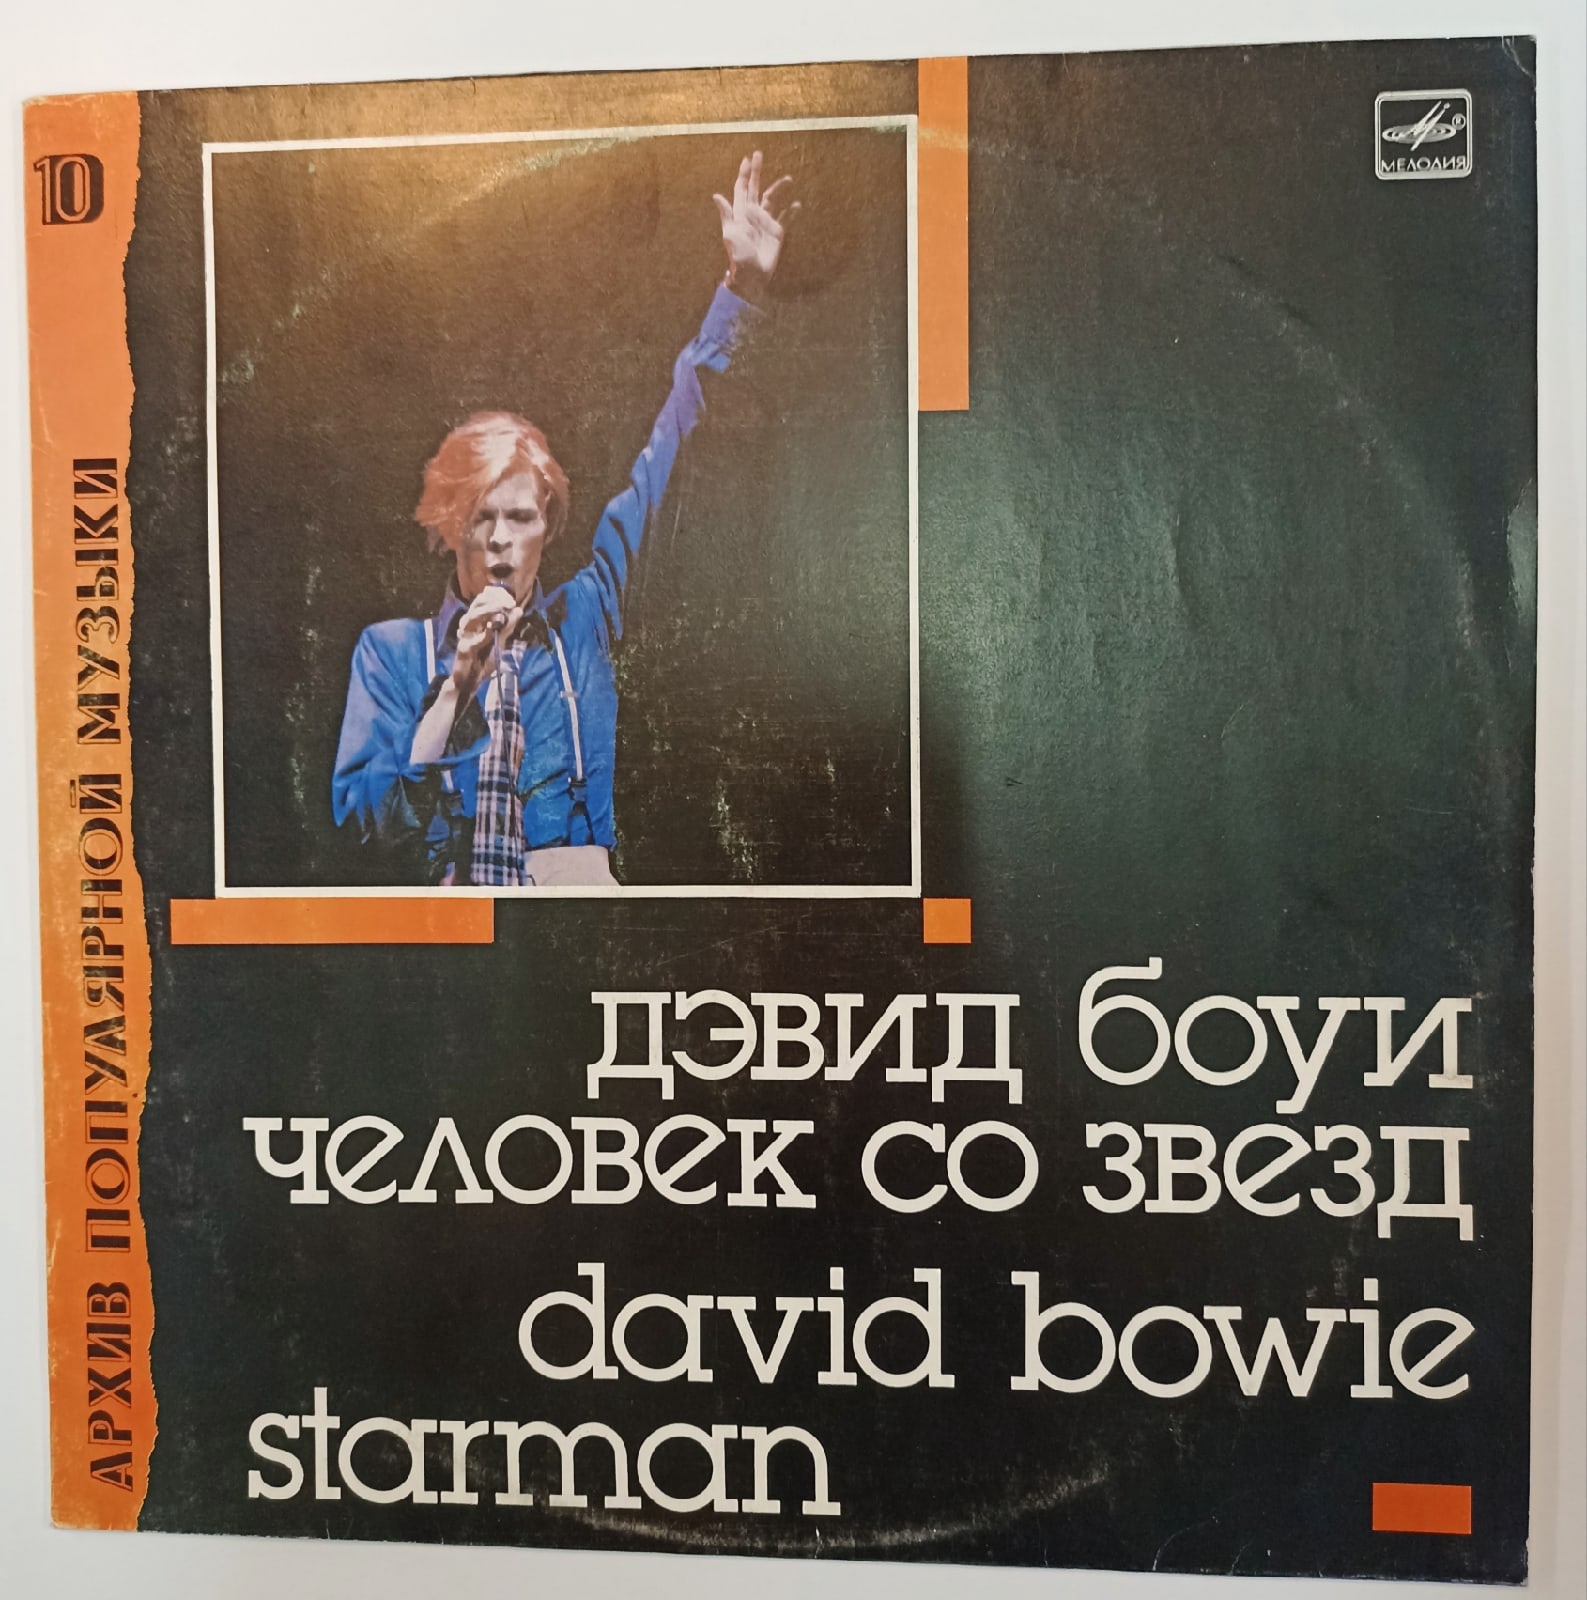 10
АРХИВ ПОПУЛЯРНОЙ МУЗЫКИ
МЕЛОДИЯ
®
дэвид боуи
человек со звезд
david bowie
starman